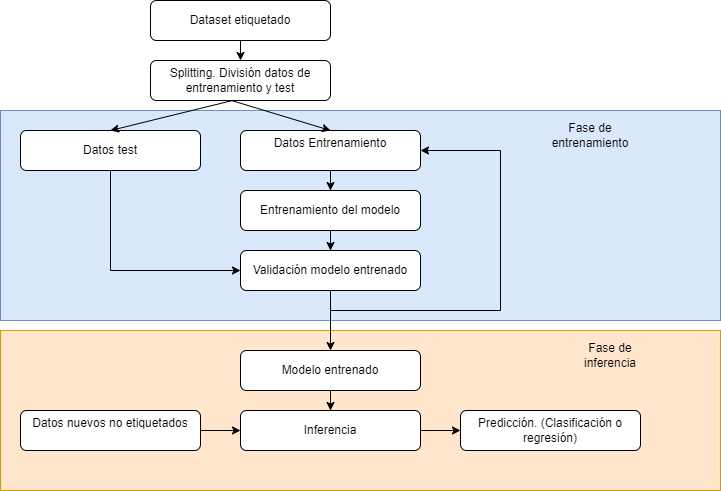 Dataset etiquetado
Splitting. División datos de
entrenamiento y test
Fase de
entrenamiento
Datos test
Datos Entrenamiento
Entrenamiento del modelo
Validación modelo entrenado
Fase de
inferencia
Modelo entrenado
Datos nuevos no etiquetados
Inferencia
Predicción. (Clasificación o
regresión)